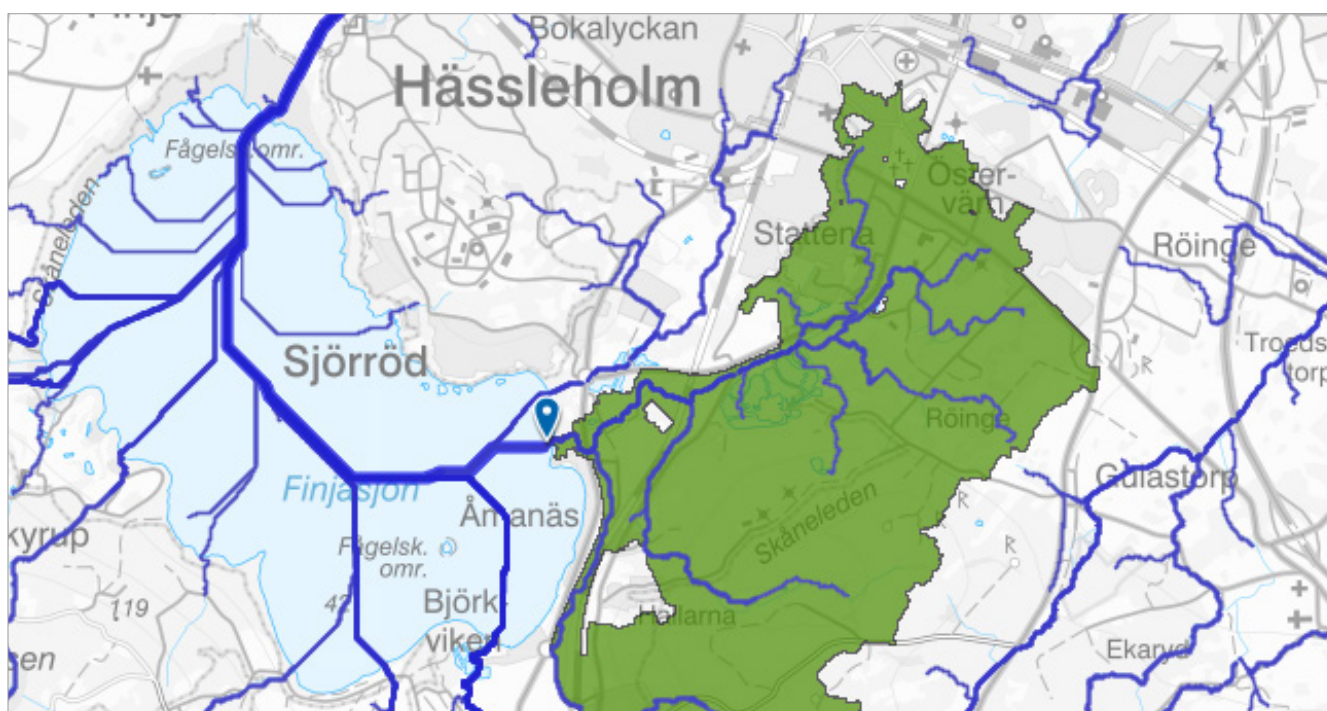 Finja
Bokalyckan
Hässleholm
Fågelsk. omr.
Skåneleden
Öster-
värn
Stattena
Röinge
Sjörröd
Troeds-
torp
Röinge
Finjasjön
Gulastorp
Åmanäs
kyrup
Skåneleden
Fågelsk.
omr.
R
R
R
119
42
Björk-
viken
Hallarna
Ekaryd
sen